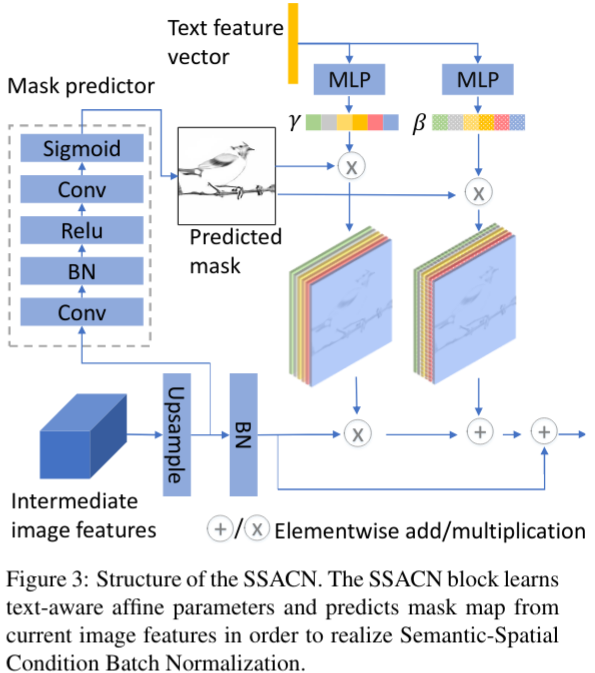 Text feature
vector
MLP
MLP
Mask predictor
γ
β
Sigmoid
Conv
Relu
BN
Conv
x
x
Predicted
mask
Upsample
BN
x
+
+
Intermediate
image features
+/x Elementwise add/multiplication
Figure 3: Structure of the SSACN. The SSACN block learns
text-aware affine parameters and predicts mask map from
current image features in order to realize Semantic-Spatial
Condition Batch Normalization.